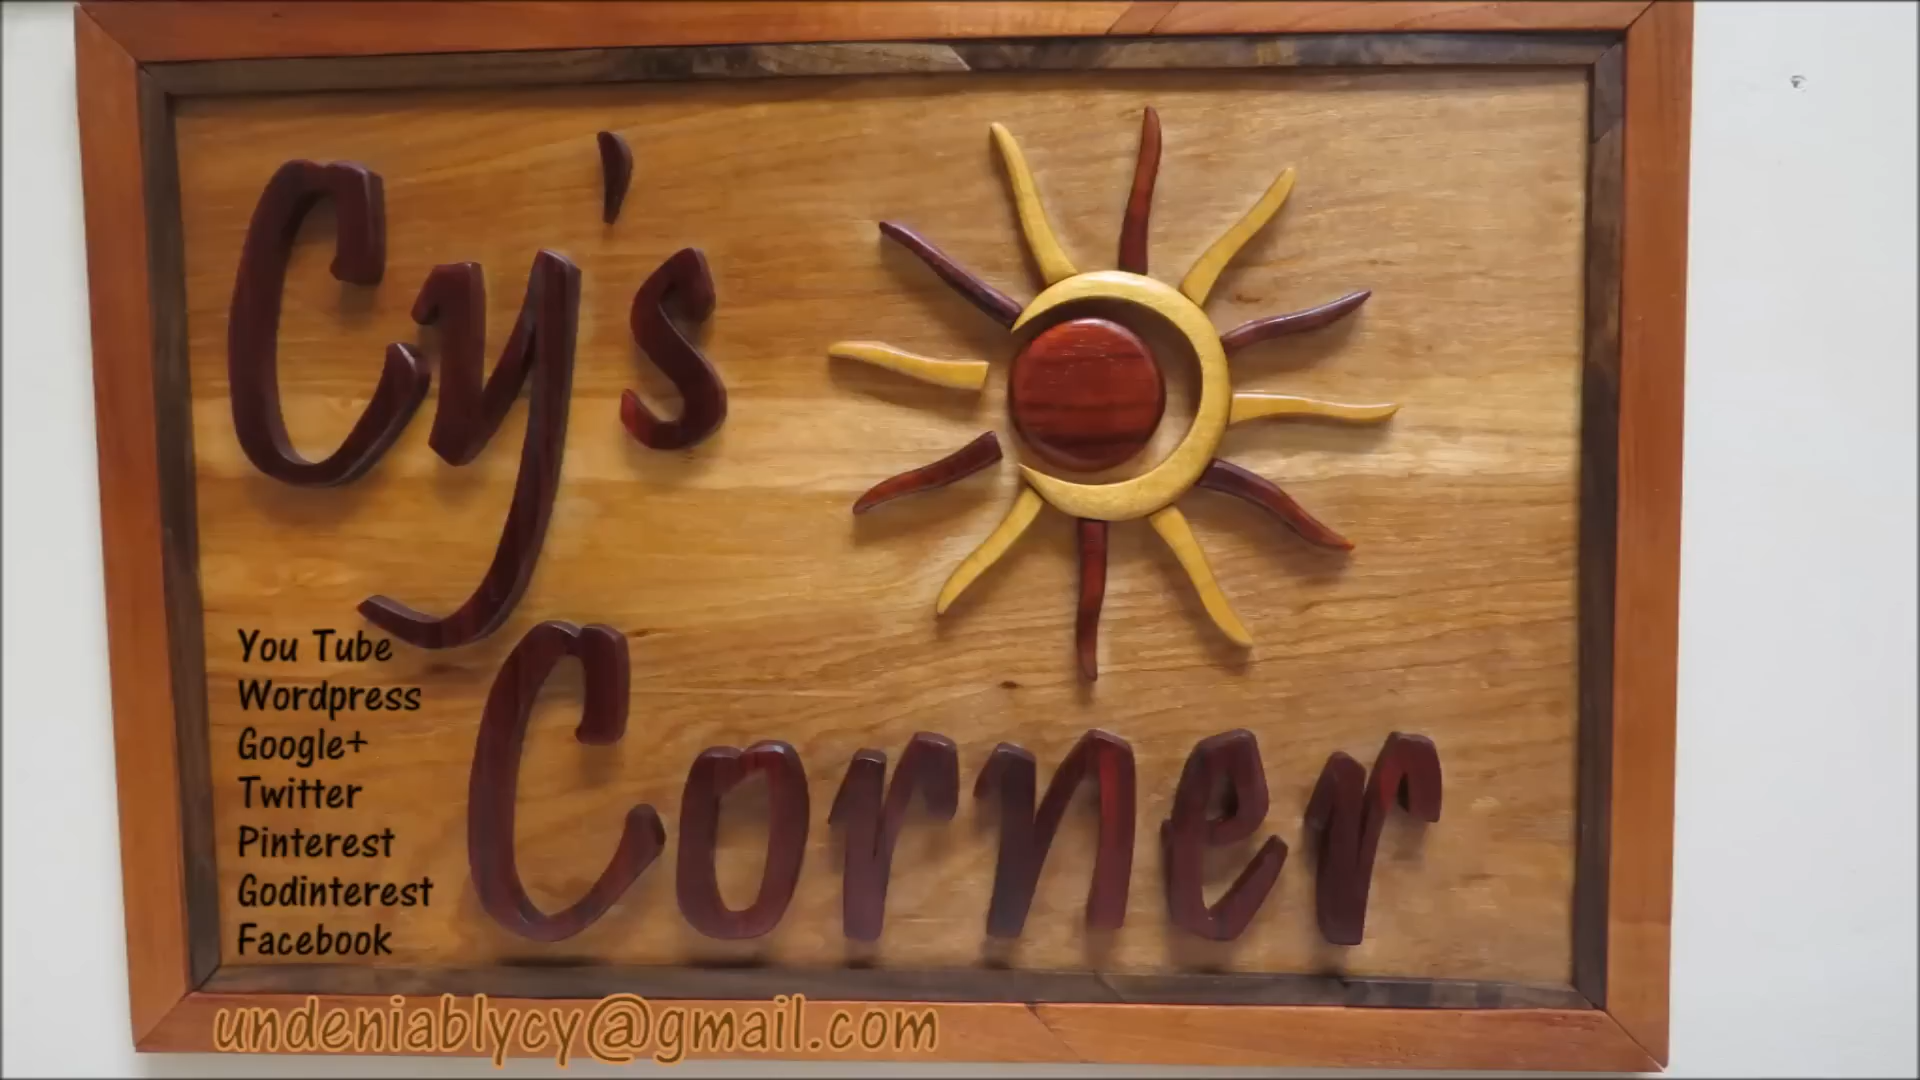 Cy's
Corner
You Tube
Wordpress
Google+
Twitter
Pinterest
Godinterest
Facebook
undeniablycy@gmail.com